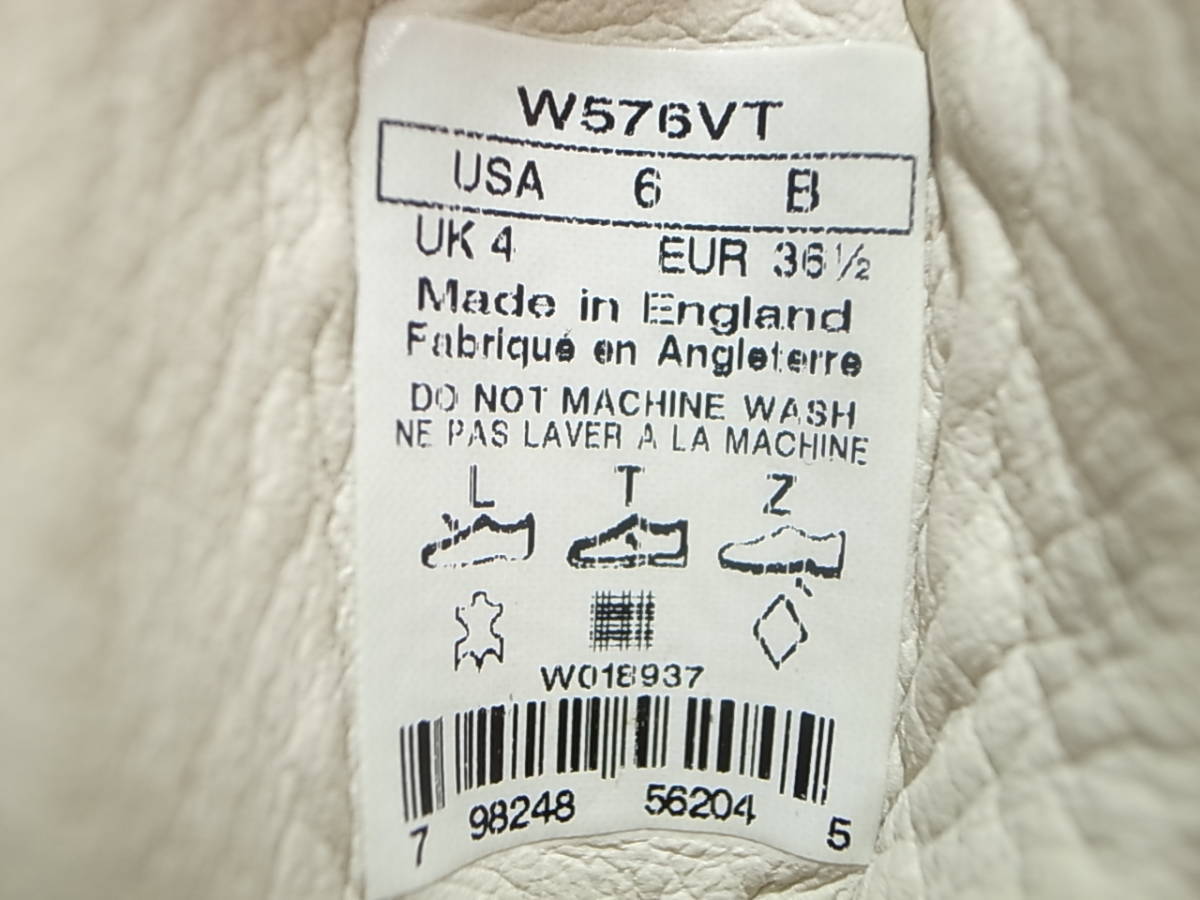 W576VT
USA 6 B
UK 4 EUR 36½
Made in England
Fabriqué en Angleterre
DO NOT MACHINE WASH
NE PAS LAVER A LA MACHINE
L T Z
W018937
7 98248 56204 5